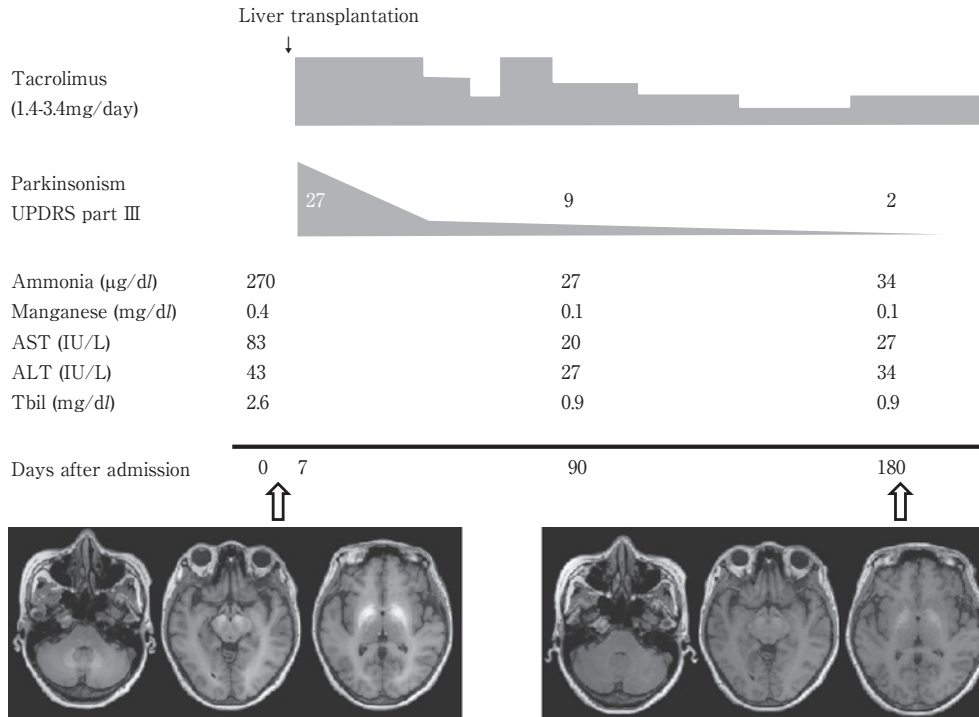 Liver transplantation
Tacrolimus
(1.4-3.4mg/day)
Parkinsonism
UPDRS part Ⅲ
27 9 2
Ammonia (μg/dl) 270 27 34
Manganese (mg/dl) 0.4 0.1 0.1
AST (IU/L) 83 20 27
ALT (IU/L) 43 27 34
Tbil (mg/dl) 2.6 0.9 0.9
Days after admission 0 7 90 180